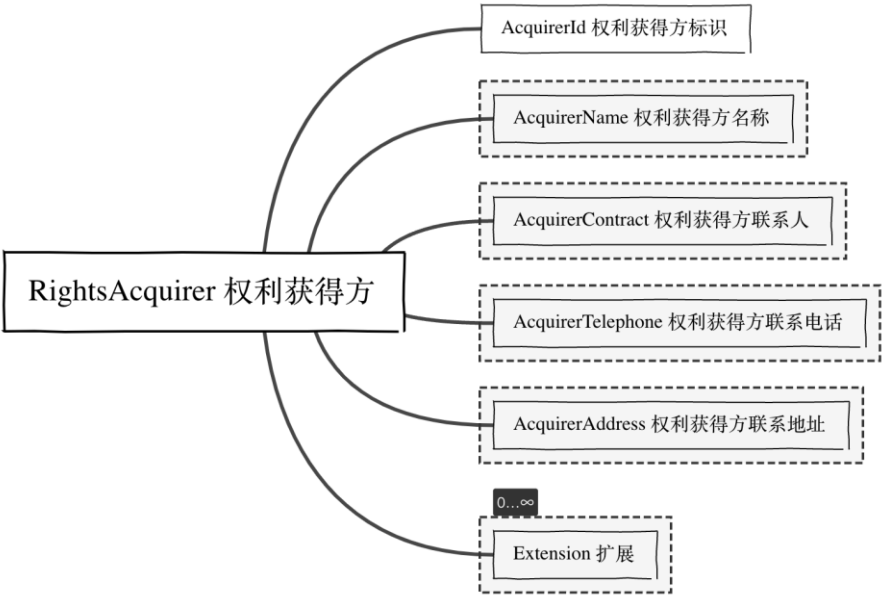 AcquirerId 权利获得方标识
AcquirerName 权利获得方名称
AcquirerContract 权利获得方联系人
RightsAcquirer 权利获得方
AcquirerTelephone 权利获得方联系电话
AcquirerAddress 权利获得方联系地址
0...∞
Extension 扩展